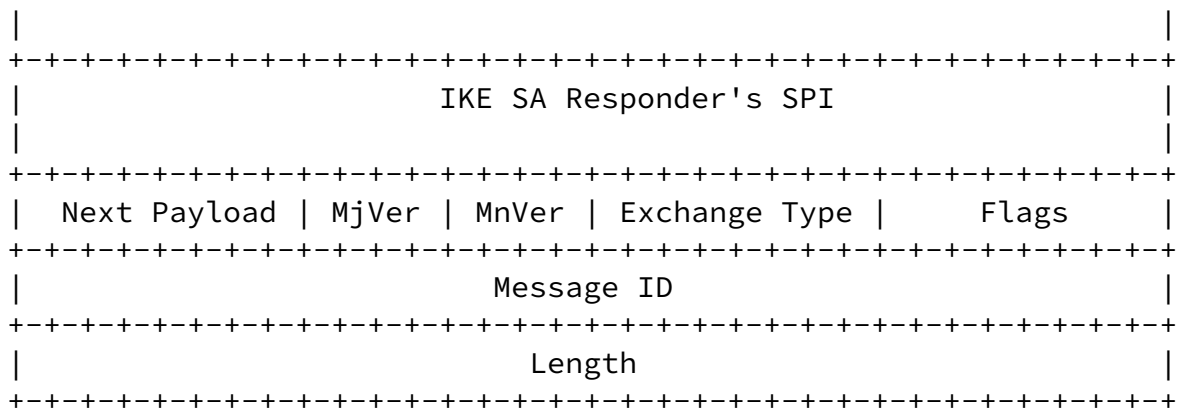 |                                                               |
+-+-+-+-+-+-+-+-+-+-+-+-+-+-+-+-+-+-+-+-+-+-+-+-+-+-+-+-+-+-+-+-+
|                       IKE SA Responder's SPI                  |
|                                                               |
+-+-+-+-+-+-+-+-+-+-+-+-+-+-+-+-+-+-+-+-+-+-+-+-+-+-+-+-+-+-+-+-+
|  Next Payload | MjVer | MnVer | Exchange Type |     Flags     |
+-+-+-+-+-+-+-+-+-+-+-+-+-+-+-+-+-+-+-+-+-+-+-+-+-+-+-+-+-+-+-+-+
|                          Message ID                           |
+-+-+-+-+-+-+-+-+-+-+-+-+-+-+-+-+-+-+-+-+-+-+-+-+-+-+-+-+-+-+-+-+
|                            Length                             |
+-+-+-+-+-+-+-+-+-+-+-+-+-+-+-+-+-+-+-+-+-+-+-+-+-+-+-+-+-+-+-+-+